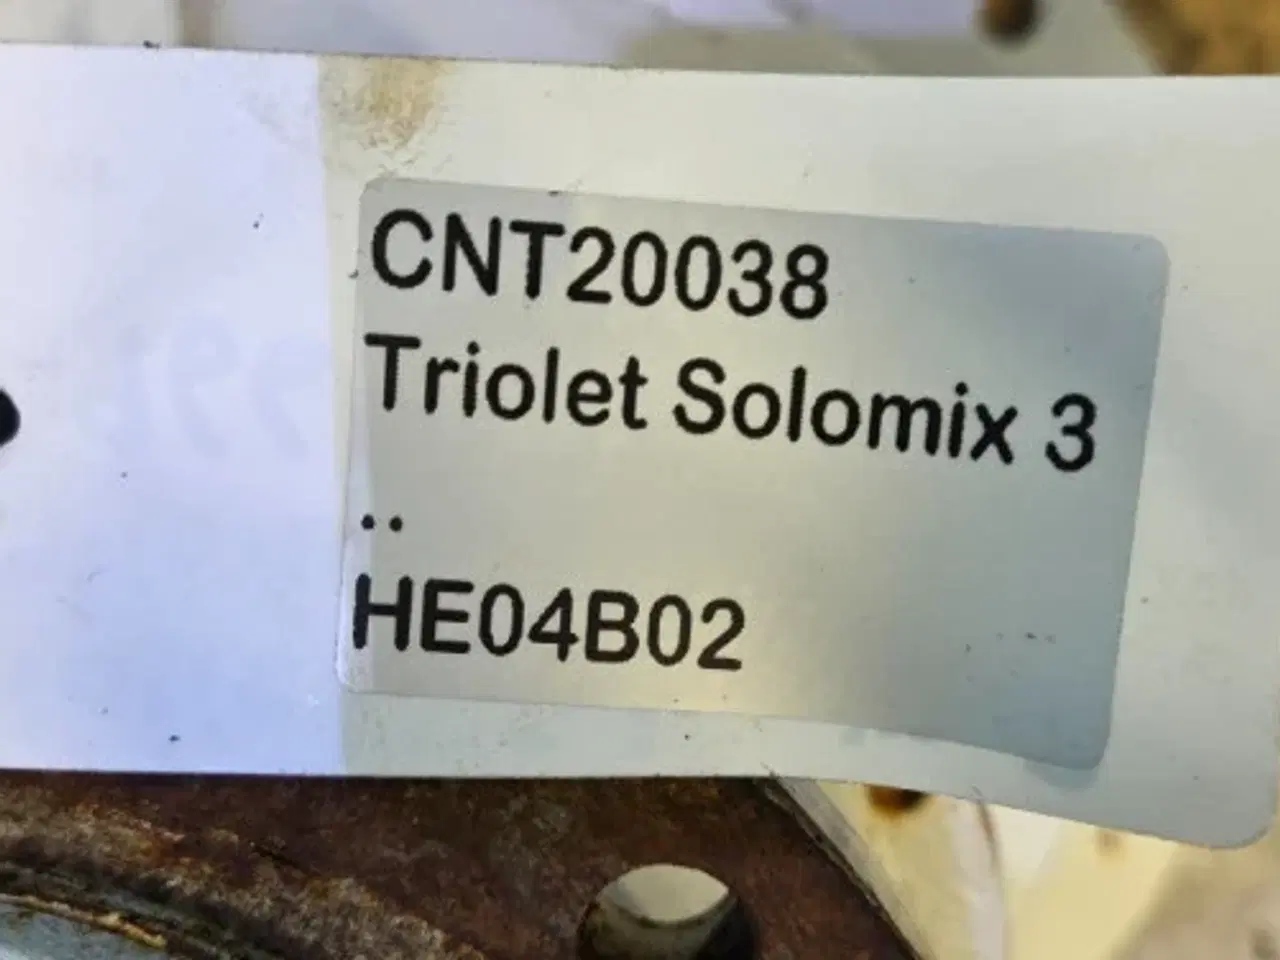 CNT20038
Triolet Solomix 3
..
HE04B02